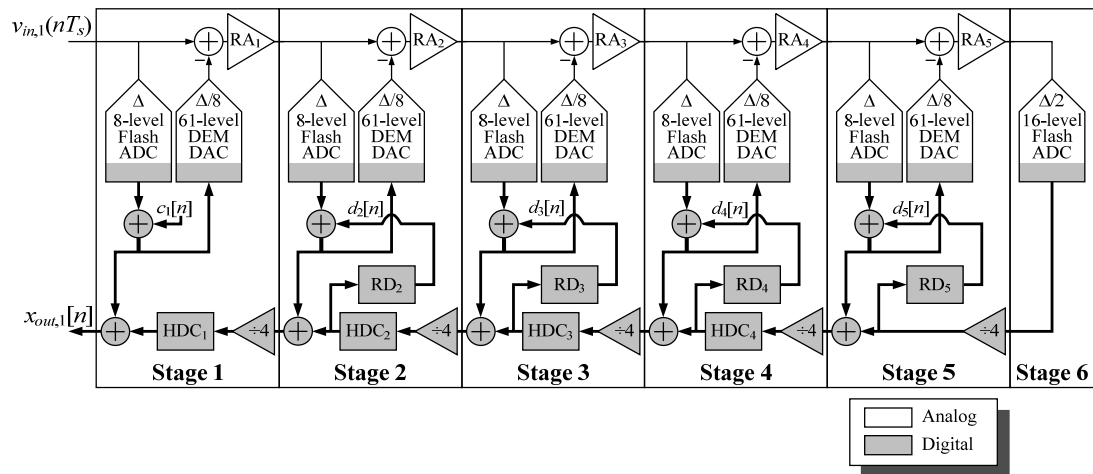 v_in,1(nT_s)
RA₁
RA₂
RA₃
RA₄
RA₅
Δ
8-level
Flash
ADC
Δ/8
61-level
DEM
DAC
Δ
8-level
Flash
ADC
Δ/8
61-level
DEM
DAC
Δ
8-level
Flash
ADC
Δ/8
61-level
DEM
DAC
Δ
8-level
Flash
ADC
Δ/8
61-level
DEM
DAC
Δ
8-level
Flash
ADC
Δ/8
61-level
DEM
DAC
Δ/2
16-level
Flash
ADC
c₁[n]
d₂[n]
d₃[n]
d₄[n]
d₅[n]
RD₂
RD₃
RD₄
RD₅
x_out,1[n]
HDC₁
÷4
HDC₂
÷4
HDC₃
÷4
HDC₄
÷4
÷4
Stage 1
Stage 2
Stage 3
Stage 4
Stage 5
Stage 6
Analog
Digital